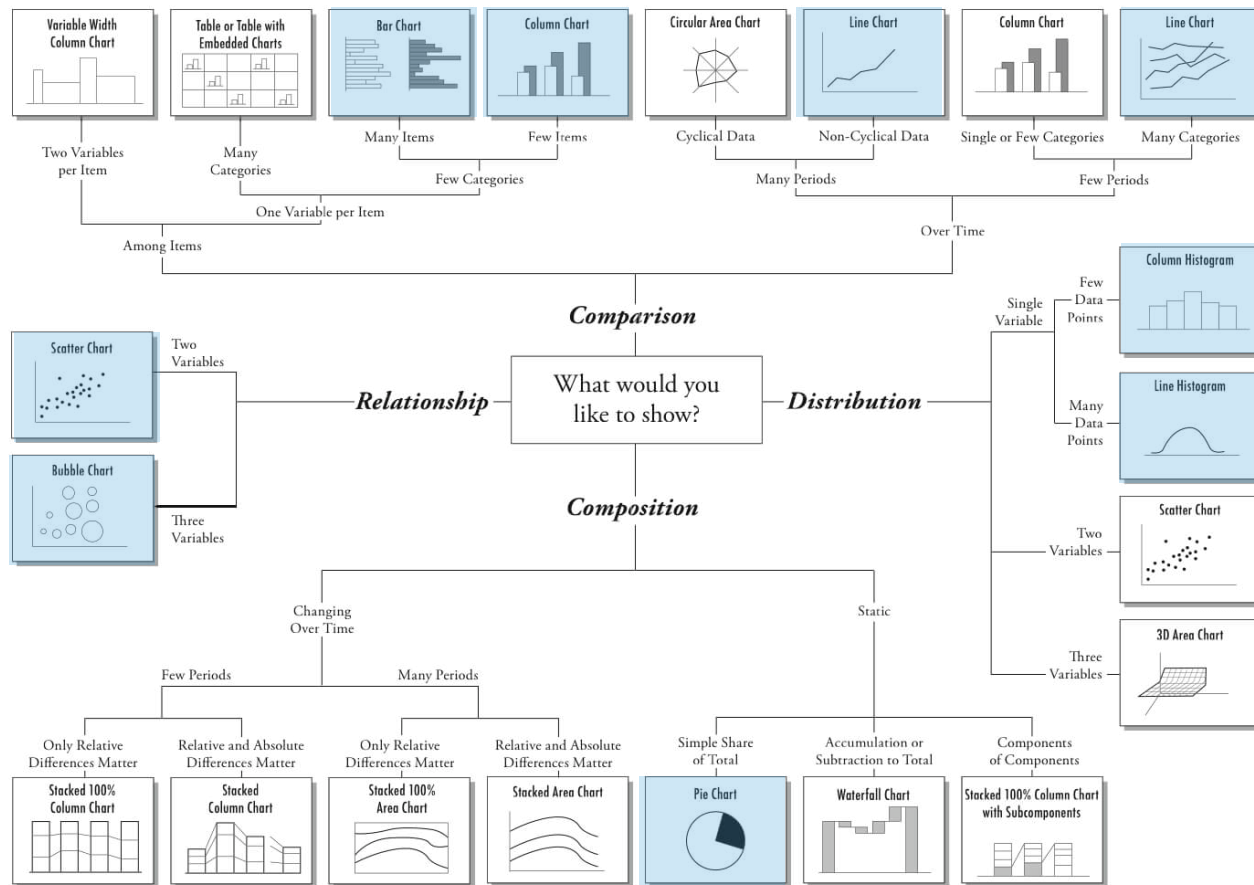 Variable Width
Column Chart
Table or Table with
Embedded Charts
Bar Chart
Column Chart
Circular Area Chart
Line Chart
Column Chart
Line Chart
Many Items
Few Items
Cyclical Data
Non-Cyclical Data
Single or Few Categories
Many Categories
Two Variables
per Item
Many
Categories
Few Categories
Many Periods
Few Periods
One Variable per Item
Among Items
Over Time
Comparison
What would you
like to show?
Relationship
Two
Variables
Scatter Chart
Three
Variables
Bubble Chart
Distribution
Single
Variable
Few
Data
Points
Column Histogram
Many
Data
Points
Line Histogram
Two
Variables
Scatter Chart
Three
Variables
3D Area Chart
Composition
Changing
Over Time
Static
Few Periods
Many Periods
Only Relative
Differences Matter
Relative and Absolute
Differences Matter
Only Relative
Differences Matter
Relative and Absolute
Differences Matter
Simple Share
of Total
Accumulation or
Subtraction to Total
Components
of Components
Stacked 100%
Column Chart
Stacked
Column Chart
Stacked 100%
Area Chart
Stacked Area Chart
Pie Chart
Waterfall Chart
Stacked 100% Column Chart
with Subcomponents